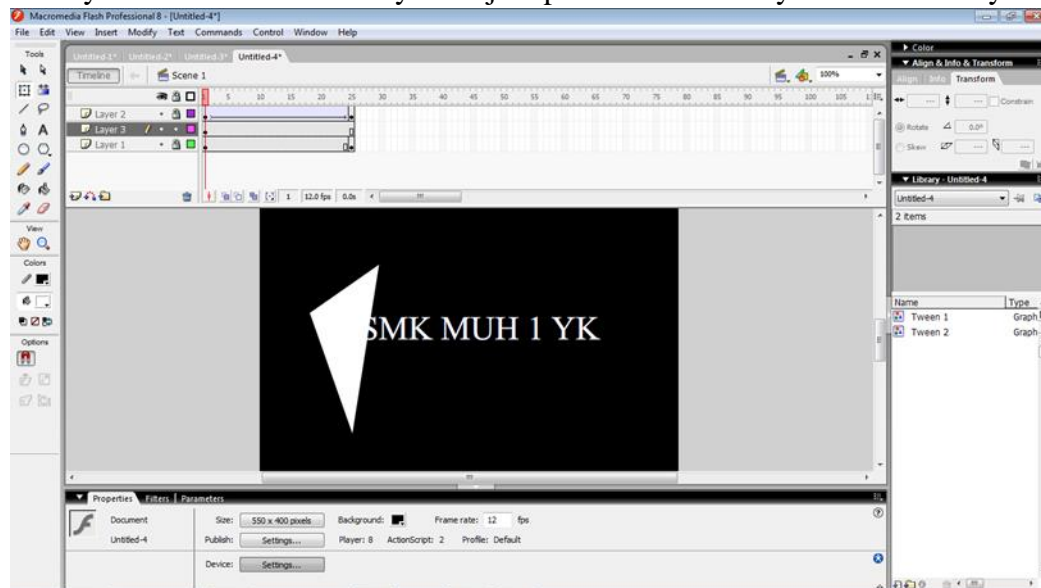 Macromedia Flash Professional 8 - [Untitled-4*]
File Edit View Insert Modify Text Commands Control Window Help
Tools
Untitled-1* Untitled-2* Untitled-3* Untitled-4*
Timeline Scene 1 100%
5 10 15 20 25 30 35 40 45 50 55 60 65 70 75 80 85 90 95 100 105
Layer 2
Layer 3
Layer 1
1 12.0 fps 0.0s
View
Colors
Options
SMK MUH 1 YK
Color
Align & Info & Transform
Align Info Transform
Constrain
Rotate 0.0°
Skew
Library - Untitled-4
Untitled-4
2 items
Name Type
Tween 1 Graph
Tween 2 Graph
Properties Filters Parameters
Document Size: 550 x 400 pixels Background: Frame rate: 12 fps
Untitled-4 Publish: Settings... Player: 8 ActionScript: 2 Profile: Default
Device: Settings...